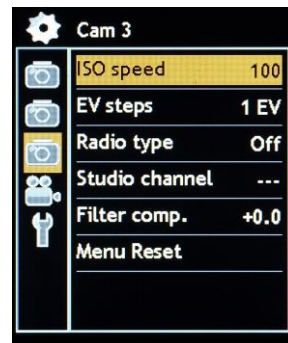 Cam 3
ISO speed 100
EV steps 1 EV
Radio type Off
Studio channel ---
Filter comp. +0.0
Menu Reset